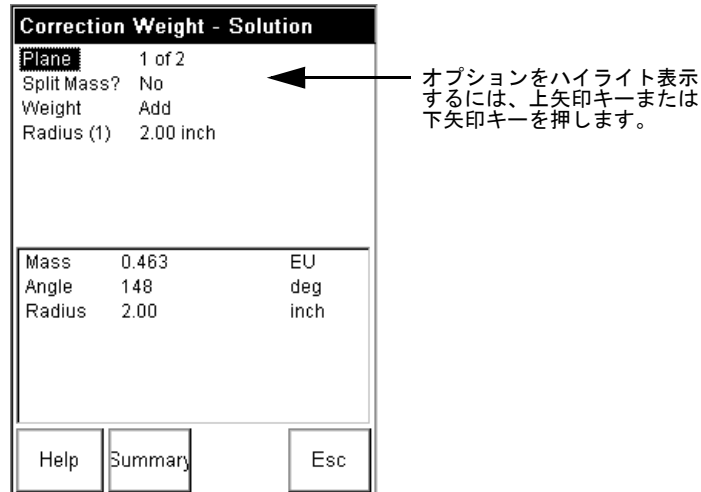 Correction Weight - Solution
Plane 1 of 2
Split Mass? No
Weight Add
Radius (1) 2.00 inch
オプションをハイライト表示
するには、上矢印キーまたは
下矢印キーを押します。
Mass 0.463 EU
Angle 148 deg
Radius 2.00 inch
Help Summary Esc